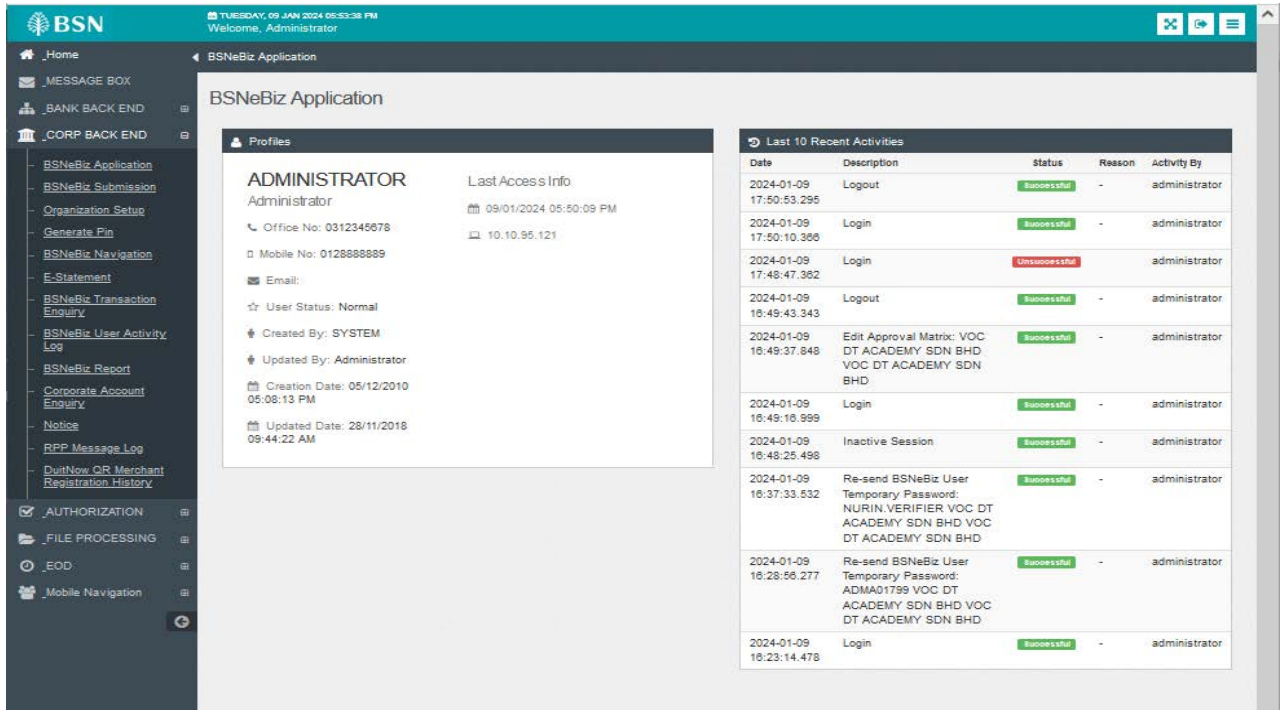 BSN
TUESDAY, 09 JAN 2024 05:53:38 PM
Welcome, Administrator
_Home
_MESSAGE BOX
_BANK BACK END
_CORP BACK END
BSNeBiz Application
BSNeBiz Submission
Organization Setup
Generate Pin
BSNeBiz Navigation
E-Statement
BSNeBiz Transaction
Enquiry
BSNeBiz User Activity
Log
BSNeBiz Report
Corporate Account
Enquiry
Notice
RPP Message Log
DuitNow QR Merchant
Registration History
_AUTHORIZATION
_FILE PROCESSING
_EOD
_Mobile Navigation
BSNeBiz Application
BSNeBiz Application
Profiles
ADMINISTRATOR
Administrator
Office No: 0312345678
Mobile No: 0128888889
Email:
User Status: Normal
Created By: SYSTEM
Updated By: Administrator
Creation Date: 05/12/2010
05:08:13 PM
Updated Date: 28/11/2018
09:44:22 AM
Last Access Info
09/01/2024 05:50:09 PM
10.10.95.121
Last 10 Recent Activities
Date Description Status Reason Activity By
2024-01-09 Logout Successful - administrator
17:50:53.295
2024-01-09 Login Successful - administrator
17:50:10.366
2024-01-09 Login Unsuccessful administrator
17:48:47.362
2024-01-09 Logout Successful - administrator
16:49:43.343
2024-01-09 Edit Approval Matrix: VOC Successful - administrator
16:49:37.848 DT ACADEMY SDN BHD
VOC DT ACADEMY SDN
BHD
2024-01-09 Login Successful - administrator
16:49:16.999
2024-01-09 Inactive Session Successful - administrator
16:48:25.498
2024-01-09 Re-send BSNeBiz User Successful - administrator
16:37:33.532 Temporary Password:
NURIN.VERIFIER VOC DT
ACADEMY SDN BHD VOC
DT ACADEMY SDN BHD
2024-01-09 Re-send BSNeBiz User Successful - administrator
16:28:56.277 Temporary Password:
ADMA01799 VOC DT
ACADEMY SDN BHD VOC
DT ACADEMY SDN BHD
2024-01-09 Login Successful - administrator
16:23:14.478